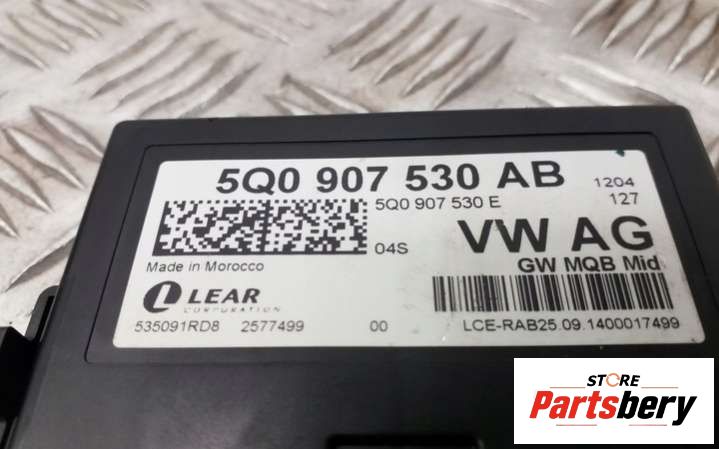 5Q0 907 530 AB
1204
5Q0 907 530 E
127
04S
VW AG
Made in Morocco
GW MQB Mid
LEAR
CORPORATION
535091RD8 2577499 00 LCE-RAB25.09.1400017499
STORE
Partsbery